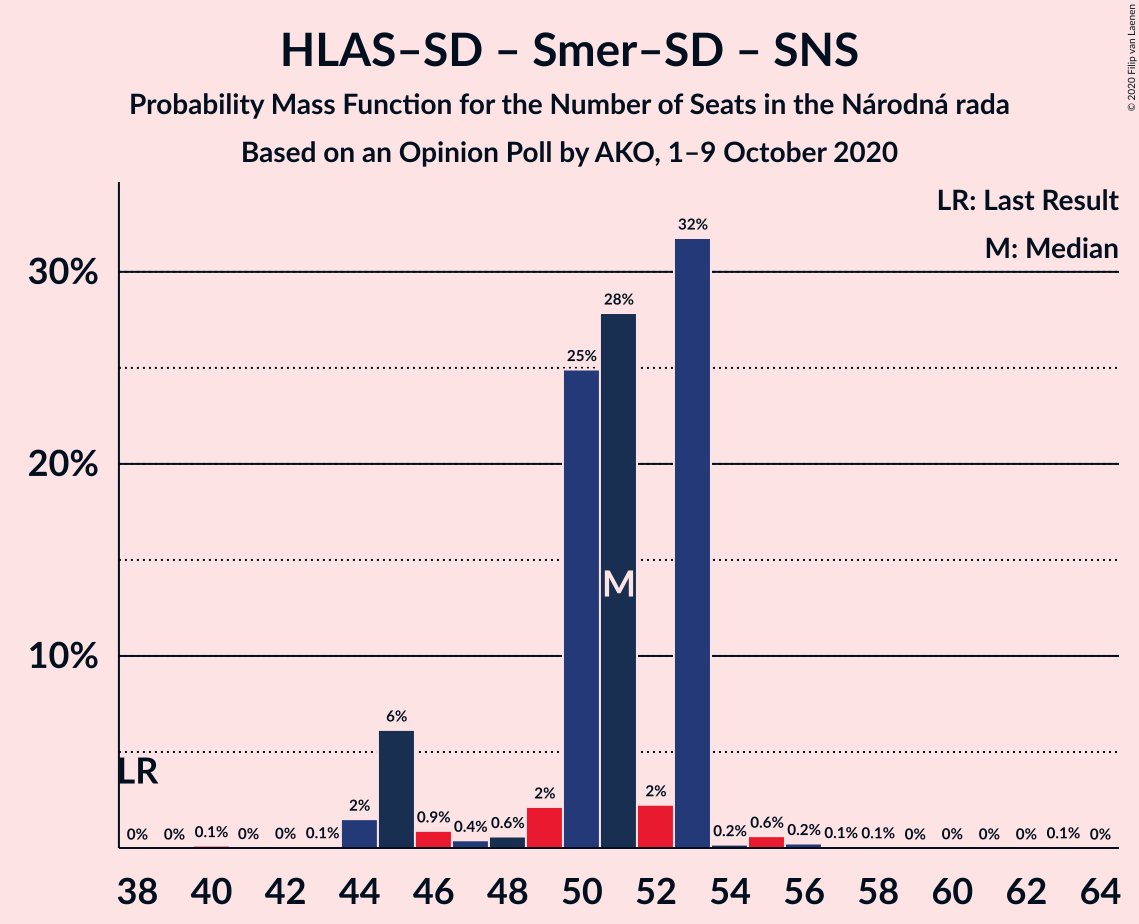 HLAS–SD – Smer–SD – SNS
Probability Mass Function for the Number of Seats in the Národná rada
Based on an Opinion Poll by AKO, 1–9 October 2020
© 2020 Filip van Laenen
LR: Last Result
M: Median
30%
20%
10%
32%
28%
25%
M
6%
LR
0% 0% 0.1% 0% 0% 0.1% 2% 0.9% 0.4% 0.6% 2% 2% 0.2% 0.6% 0.2% 0.1% 0.1% 0% 0% 0% 0% 0.1% 0%
38 40 42 44 46 48 50 52 54 56 58 60 62 64